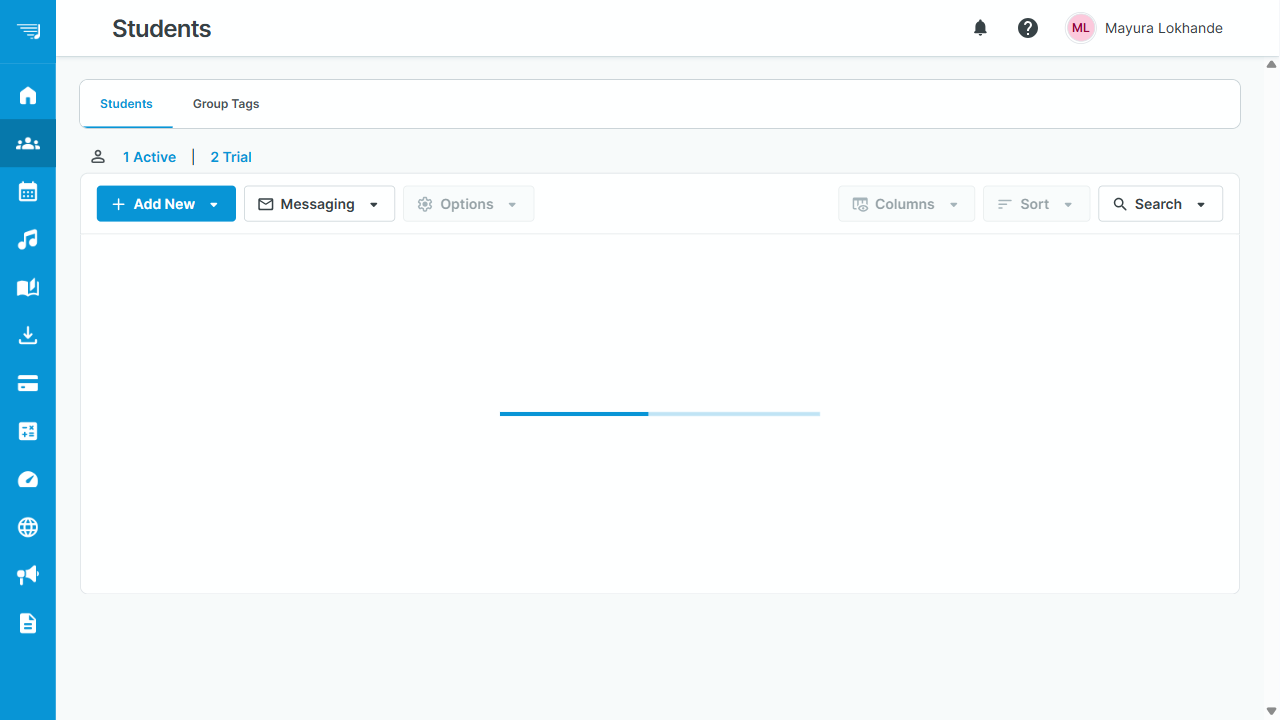 Students
ML
Mayura Lokhande
Students
Group Tags
1 Active | 2 Trial
Add New
Messaging
Options
Columns
Sort
Search